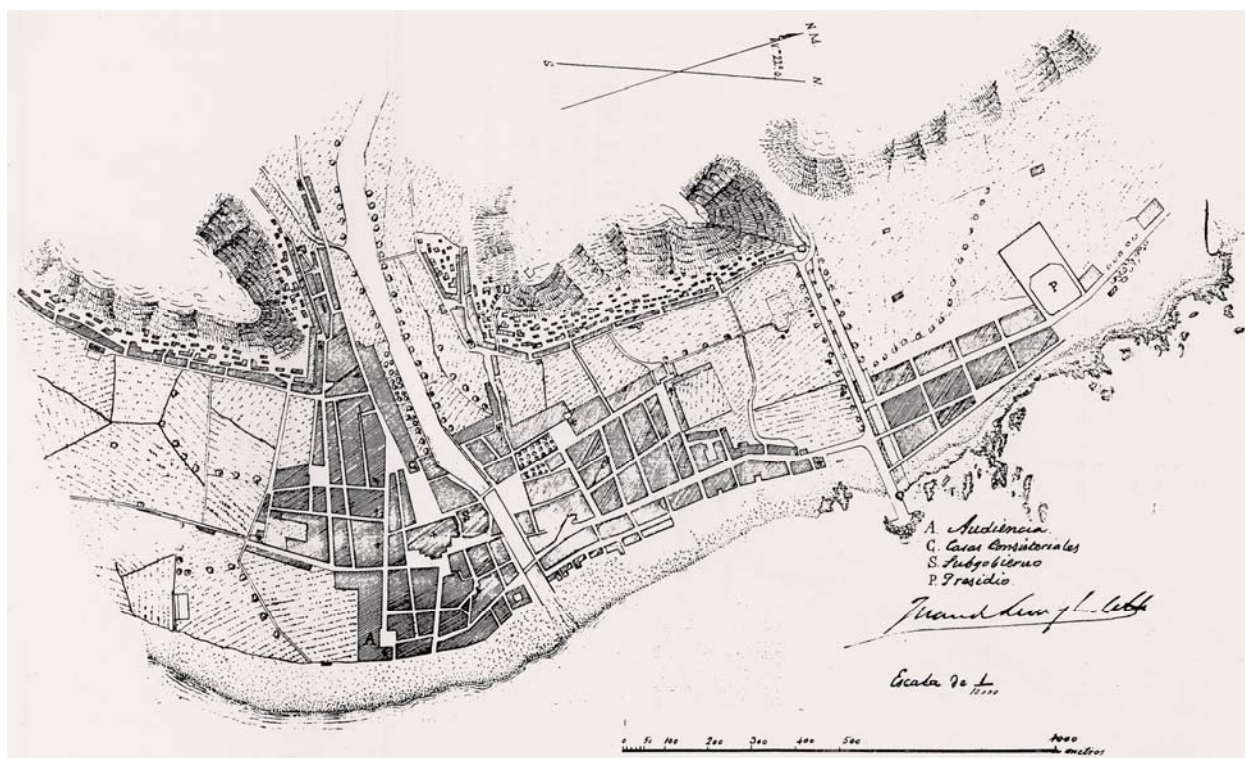 N.M.
S
N.
P
S
A
A. Audiencia.
C. Casas Consistoriales
S. Subgobierno
P. Presidio.
Escala de 1/10000
0 50 100 200 300 400 500 1000
metros